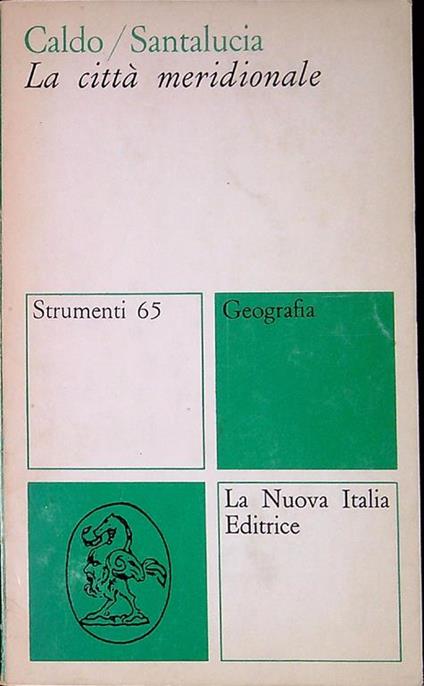 Caldo/Santalucia
La città meridionale
Strumenti 65
Geografia
La Nuova Italia
Editrice